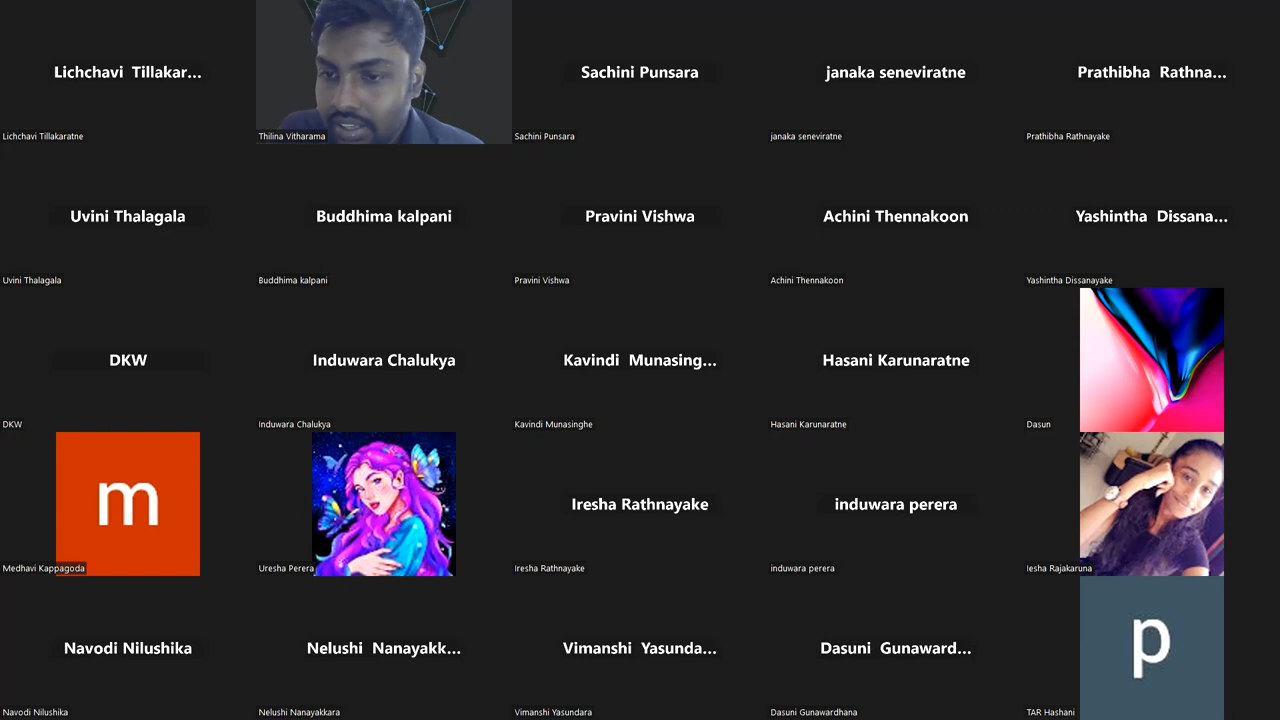 Lichchavi  Tillakar...
Lichchavi Tillakaratne
Thilina Vitharama
Sachini Punsara
Sachini Punsara
janaka seneviratne
janaka seneviratne
Prathibha  Rathna...
Prathibha Rathnayake
Uvini Thalagala
Uvini Thalagala
Buddhima kalpani
Buddhima kalpani
Pravini Vishwa
Pravini Vishwa
Achini Thennakoon
Achini Thennakoon
Yashintha  Dissana...
Yashintha Dissanayake
DKW
DKW
Induwara Chalukya
Induwara Chalukya
Kavindi  Munasing...
Kavindi Munasinghe
Hasani Karunaratne
Hasani Karunaratne
Dasun
m
Medhavi Kappagoda
Uresha Perera
Iresha Rathnayake
Iresha Rathnayake
induwara perera
induwara perera
Iesha Rajakaruna
Navodi Nilushika
Navodi Nilushika
Nelushi  Nanayakk...
Nelushi Nanayakkara
Vimanshi  Yasunda...
Vimanshi Yasundara
Dasuni  Gunaward...
Dasuni Gunawardhana
p
TAR Hashani